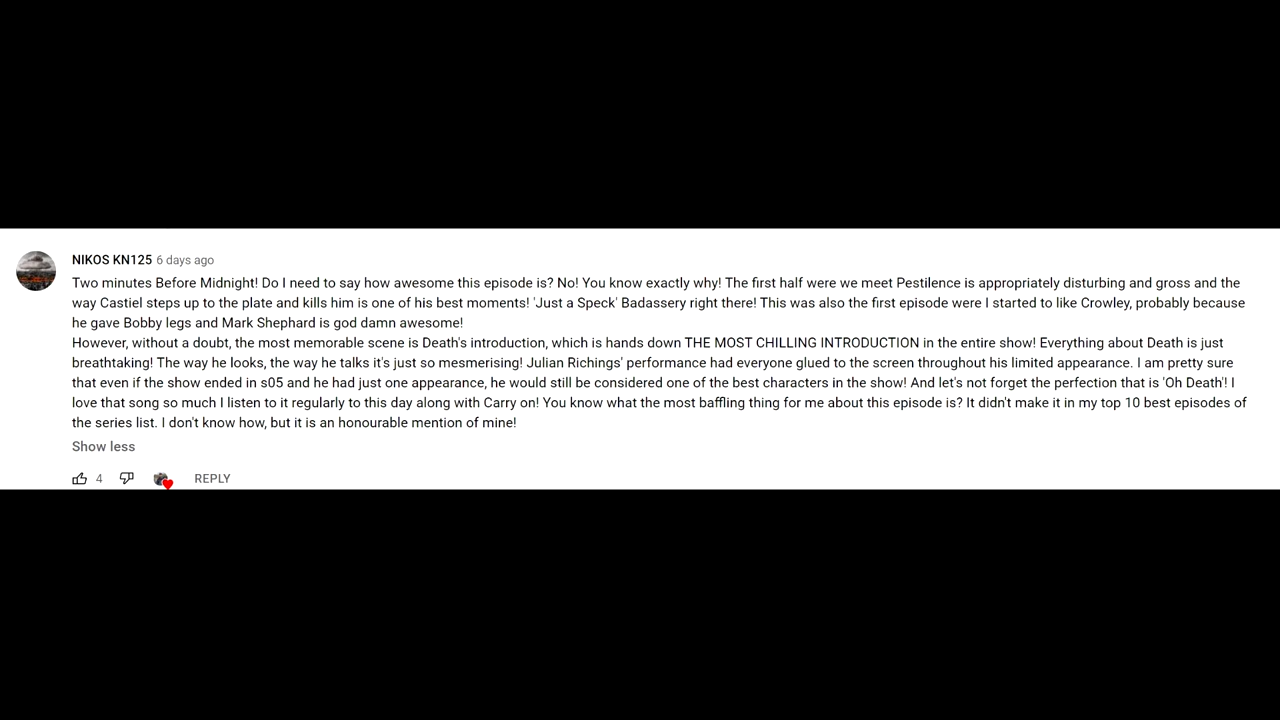 NIKOS KN125 6 days ago
Two minutes Before Midnight! Do I need to say how awesome this episode is? No! You know exactly why! The first half were we meet Pestilence is appropriately disturbing and gross and the
way Castiel steps up to the plate and kills him is one of his best moments! 'Just a Speck' Badassery right there! This was also the first episode were I started to like Crowley, probably because
he gave Bobby legs and Mark Shephard is god damn awesome!
However, without a doubt, the most memorable scene is Death's introduction, which is hands down THE MOST CHILLING INTRODUCTION in the entire show! Everything about Death is just
breathtaking! The way he looks, the way he talks it's just so mesmerising! Julian Richings' performance had everyone glued to the screen throughout his limited appearance. I am pretty sure
that even if the show ended in s05 and he had just one appearance, he would still be considered one of the best characters in the show! And let's not forget the perfection that is 'Oh Death'! I
love that song so much I listen to it regularly to this day along with Carry on! You know what the most baffling thing for me about this episode is? It didn't make it in my top 10 best episodes of
the series list. I don't know how, but it is an honourable mention of mine!
Show less
4 REPLY